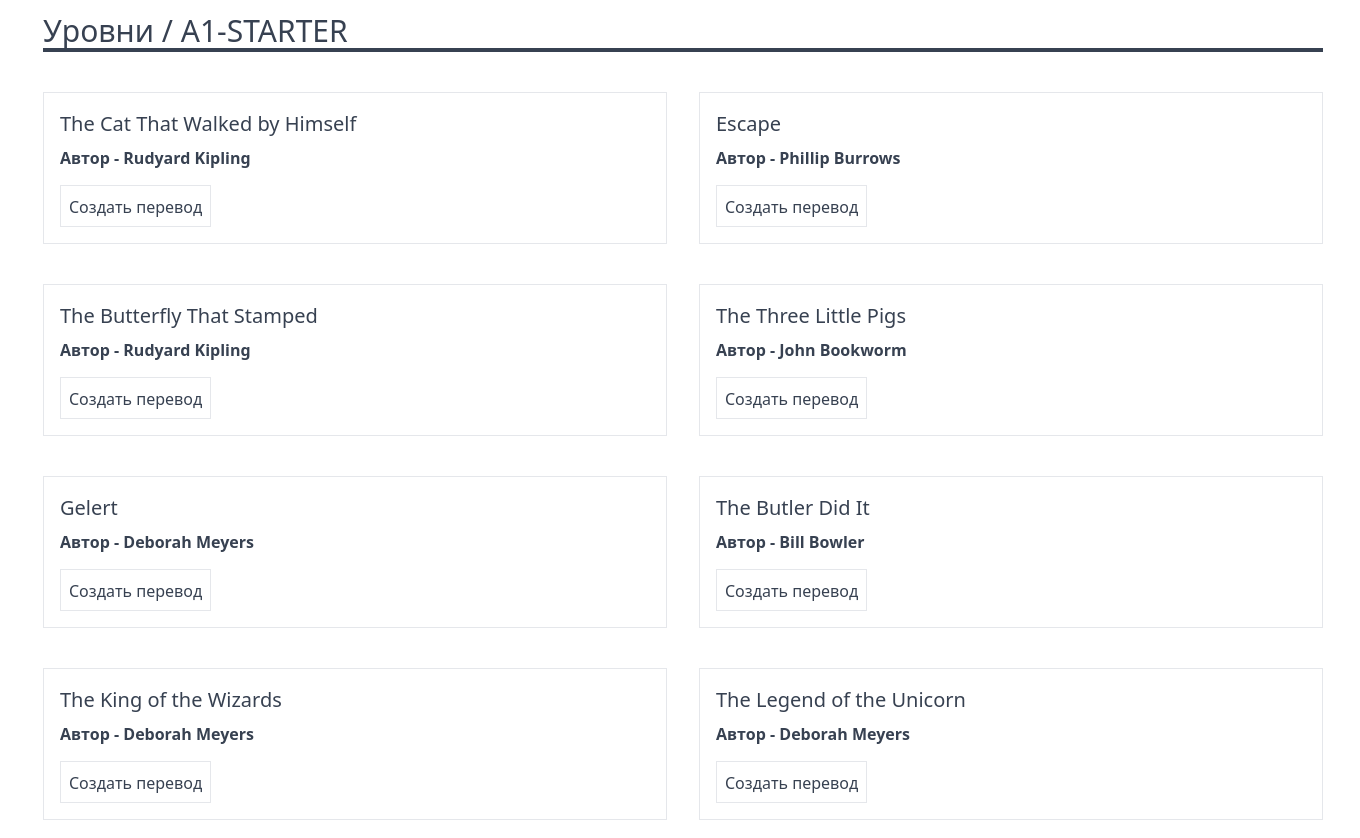 Уровни / A1-STARTER
The Cat That Walked by Himself
Автор - Rudyard Kipling
Создать перевод
Escape
Автор - Phillip Burrows
Создать перевод
The Butterfly That Stamped
Автор - Rudyard Kipling
Создать перевод
The Three Little Pigs
Автор - John Bookworm
Создать перевод
Gelert
Автор - Deborah Meyers
Создать перевод
The Butler Did It
Автор - Bill Bowler
Создать перевод
The King of the Wizards
Автор - Deborah Meyers
Создать перевод
The Legend of the Unicorn
Автор - Deborah Meyers
Создать перевод